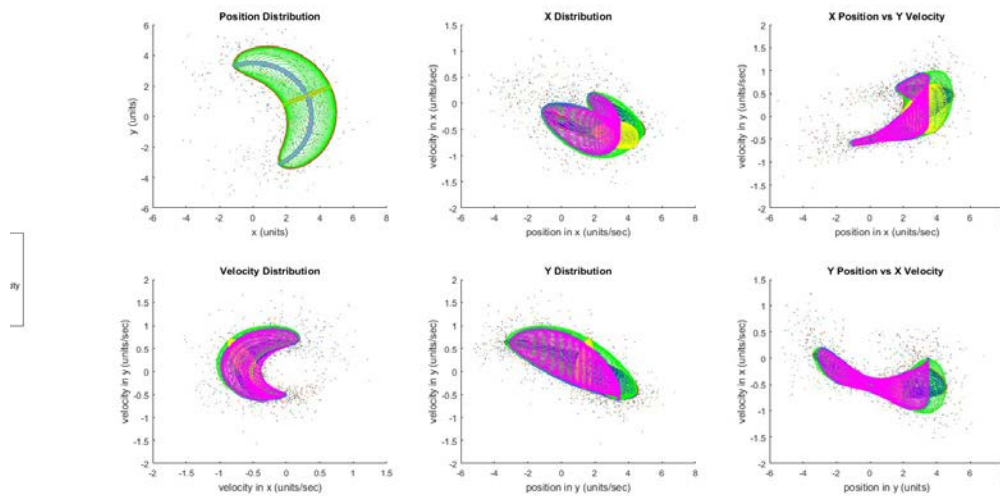 Position Distribution
X Distribution
X Position vs Y Velocity
6
4
2
0
-2
-4
-6
y (units)
-6 -4 -2 0 2 4 6 8
x (units)
1.5
1
0.5
0
-0.5
-1
-1.5
-2
velocity in x (units/sec)
-6 -4 -2 0 2 4 6 8
position in x (units/sec)
2
1.5
1
0.5
0
-0.5
-1
-1.5
-2
velocity in y (units/sec)
-6 -4 -2 0 2 4 6
position in x (units/sec)
Velocity Distribution
Y Distribution
Y Position vs X Velocity
2
1.5
1
0.5
0
-0.5
-1
-1.5
-2
velocity in y (units/sec)
-2 -1.5 -1 -0.5 0 0.5 1 1.5
velocity in x (units/sec)
2
1.5
1
0.5
0
-0.5
-1
-1.5
-2
velocity in y (units/sec)
-6 -4 -2 0 2 4 6 8
position in y (units/sec)
1.5
1
0.5
0
-0.5
-1
-1.5
-2
velocity in x (units/sec)
-6 -4 -2 0 2 4 6
position in y (units)